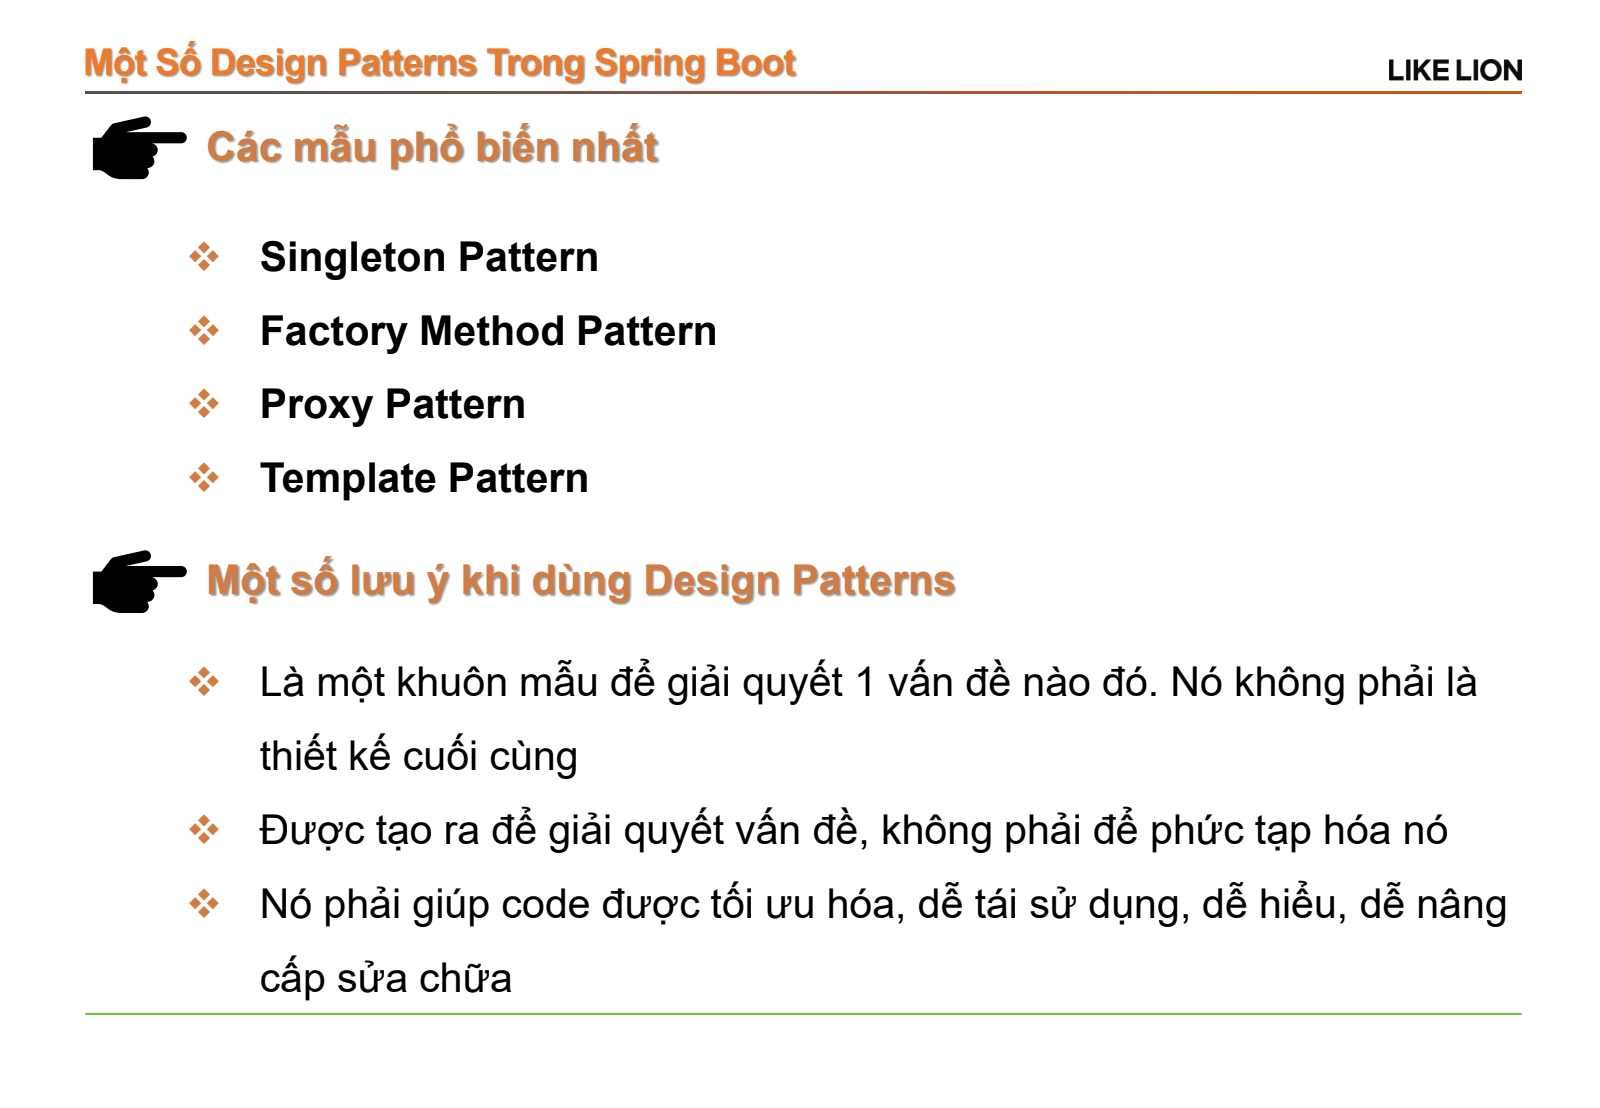 Một Số Design Patterns Trong Spring Boot
LIKE LION
Các mẫu phổ biến nhất
Singleton Pattern
Factory Method Pattern
Proxy Pattern
Template Pattern
Một số lưu ý khi dùng Design Patterns
Là một khuôn mẫu để giải quyết 1 vấn đề nào đó. Nó không phải là
thiết kế cuối cùng
Được tạo ra để giải quyết vấn đề, không phải để phức tạp hóa nó
Nó phải giúp code được tối ưu hóa, dễ tái sử dụng, dễ hiểu, dễ nâng
cấp sửa chữa